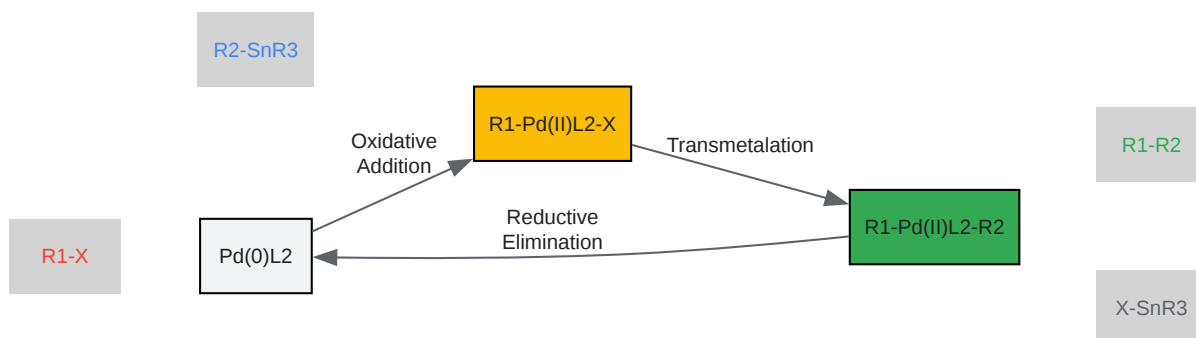 R2-SnR3
R1-Pd(II)L2-X
Oxidative
Addition
Transmetalation
R1-R2
Reductive
Elimination
R1-Pd(II)L2-R2
R1-X
Pd(0)L2
X-SnR3